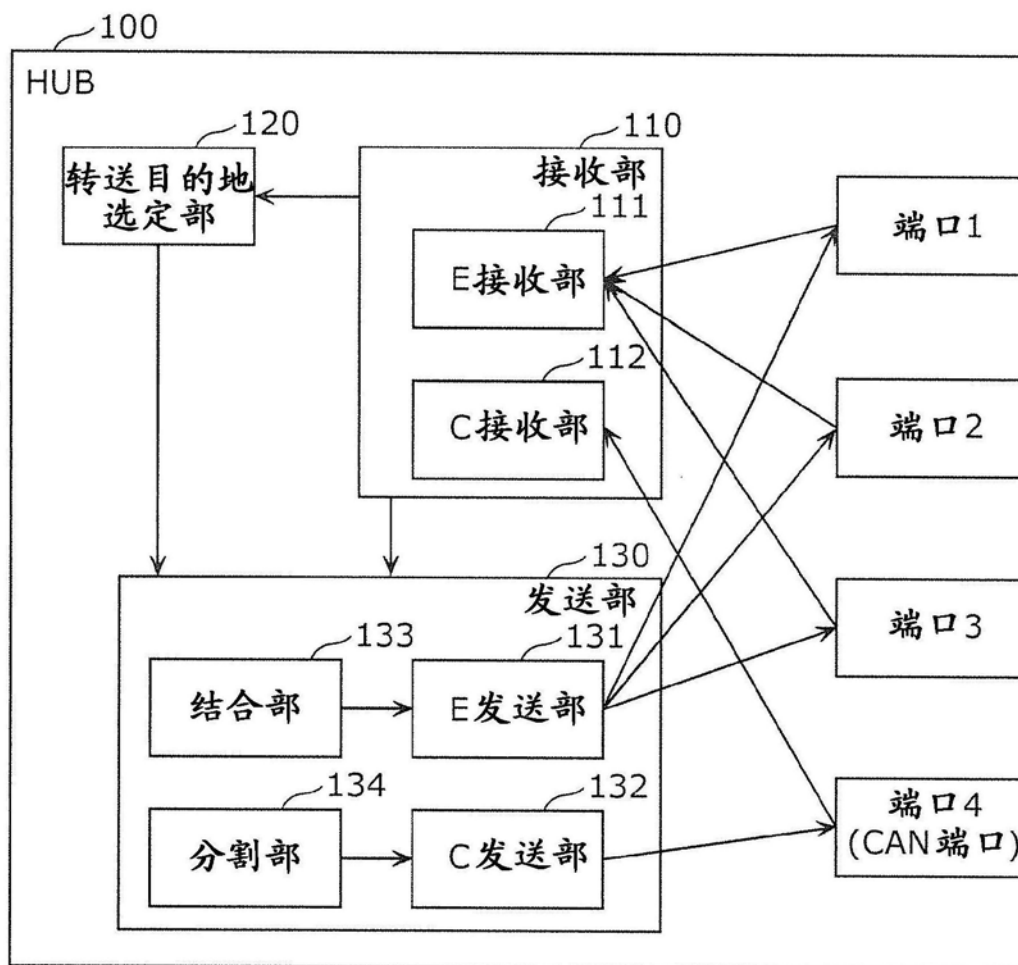 100
HUB
120
转送目的地
选定部
110
接收部
111
E接收部
112
C接收部
端口1
端口2
端口3
端口4
(CAN端口)
130
发送部
133
结合部
131
E发送部
134
分割部
132
C发送部